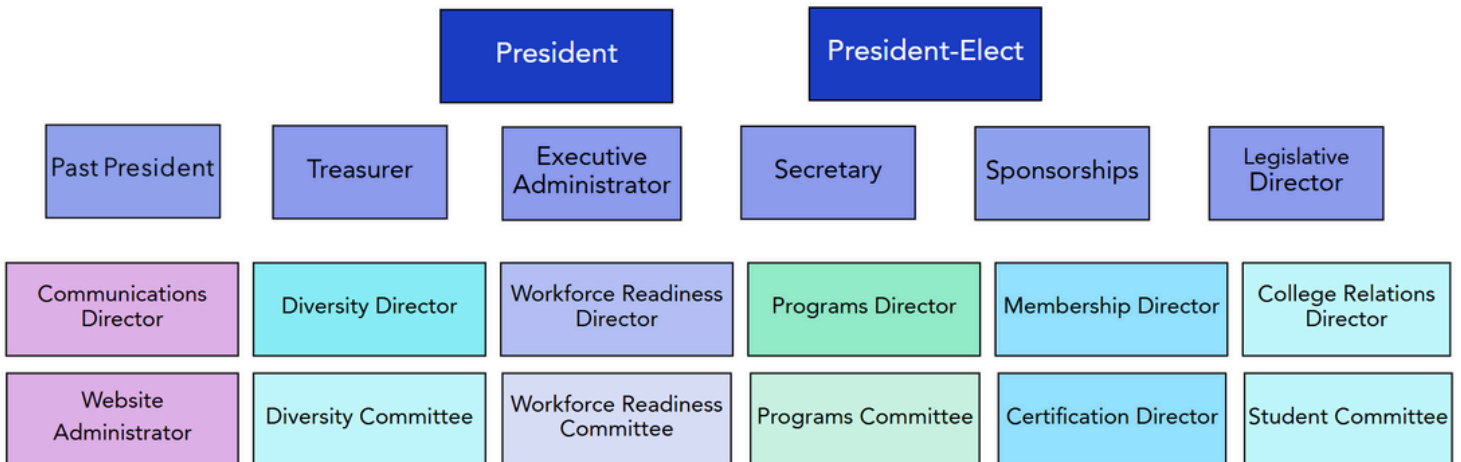 President
President-Elect
Past President
Treasurer
Executive
Administrator
Secretary
Sponsorships
Legislative
Director
Communications
Director
Diversity Director
Workforce Readiness
Director
Programs Director
Membership Director
College Relations
Director
Website
Administrator
Diversity Committee
Workforce Readiness
Committee
Programs Committee
Certification Director
Student Committee